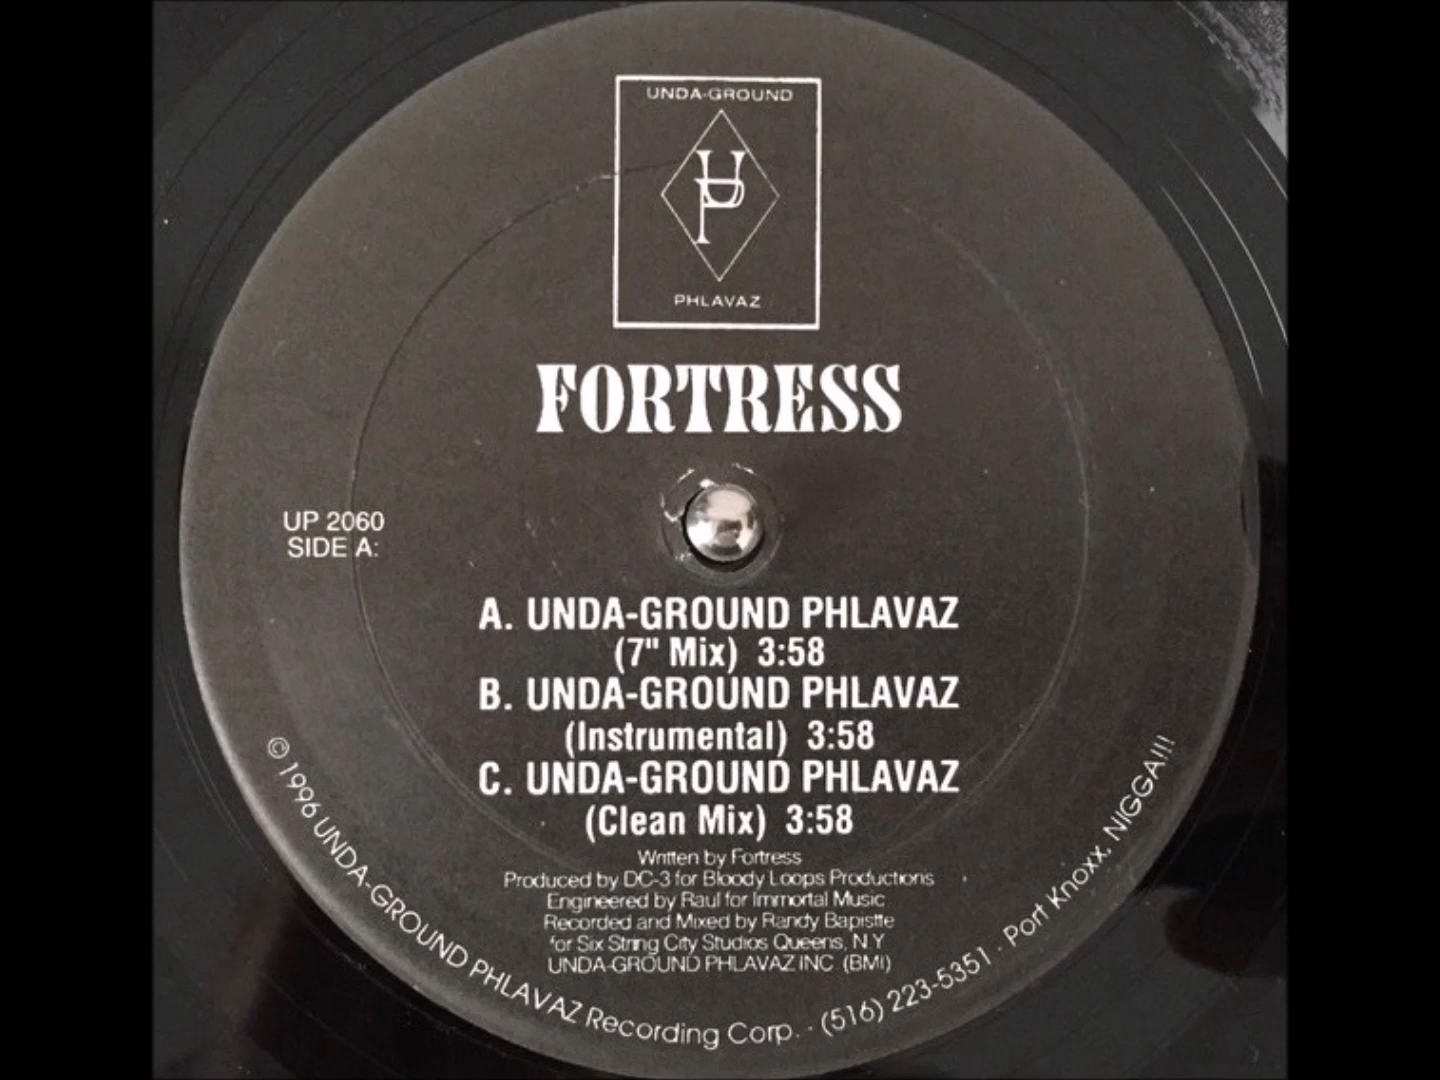 UNDA-GROUND
UP
PHLAVAZ
FORTRESS
UP 2060
SIDE A:
A. UNDA-GROUND PHLAVAZ
(7" Mix) 3:58
B. UNDA-GROUND PHLAVAZ
(Instrumental) 3:58
C. UNDA-GROUND PHLAVAZ
(Clean Mix) 3:58
Written by Fortress
Produced by DC-3 for Bloody Loops Productions
Engineered by Raul for Immortal Music
Recorded and Mixed by Randy Bapistte
for Six String City Studios Queens, N.Y
UNDA-GROUND PHLAVAZ INC (BMI)
© 1996 UNDA-GROUND PHLAVAZ Recording Corp. · (516) 223-5351 · Port Knoxx, NIGGA!!!